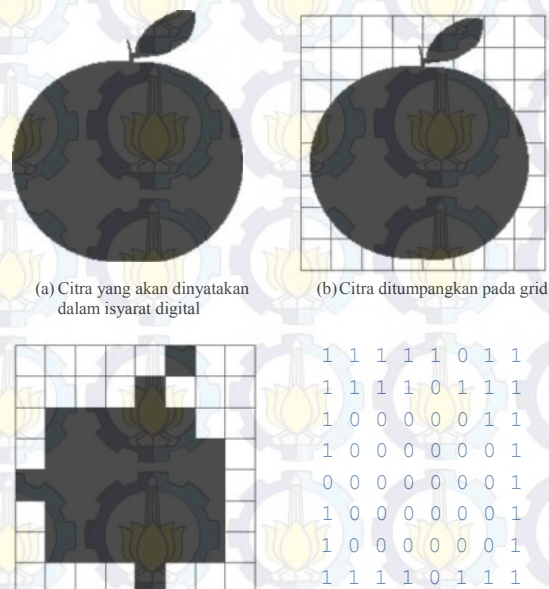 (a) Citra yang akan dinyatakan
dalam isyarat digital
(b) Citra ditumpangkan pada grid
1 1 1 1 1 0 1 1
1 1 1 1 0 1 1 1
1 0 0 0 0 0 1 1
1 0 0 0 0 0 0 1
0 0 0 0 0 0 0 1
1 0 0 0 0 0 0 1
1 0 0 0 0 0 0 1
1 1 1 1 0 1 1 1